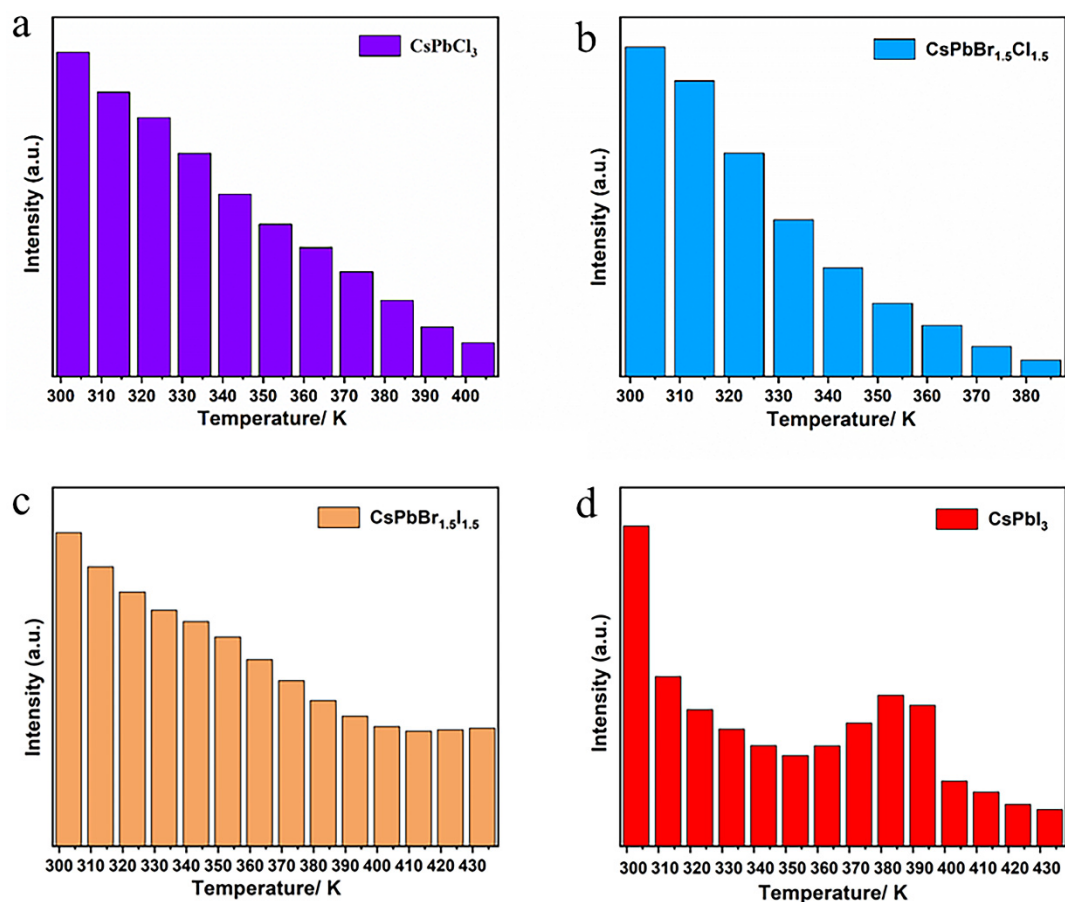 a
CsPbCl₃
Intensity (a.u.)
300 310 320 330 340 350 360 370 380 390 400
Temperature/ K
b
CsPbBr₁.₅Cl₁.₅
Intensity (a.u.)
300 310 320 330 340 350 360 370 380
Temperature/ K
c
CsPbBr₁.₅I₁.₅
Intensity (a.u.)
300 310 320 330 340 350 360 370 380 390 400 410 420 430
Temperature/ K
d
CsPbI₃
Intensity (a.u.)
300 310 320 330 340 350 360 370 380 390 400 410 420 430
Temperature/ K